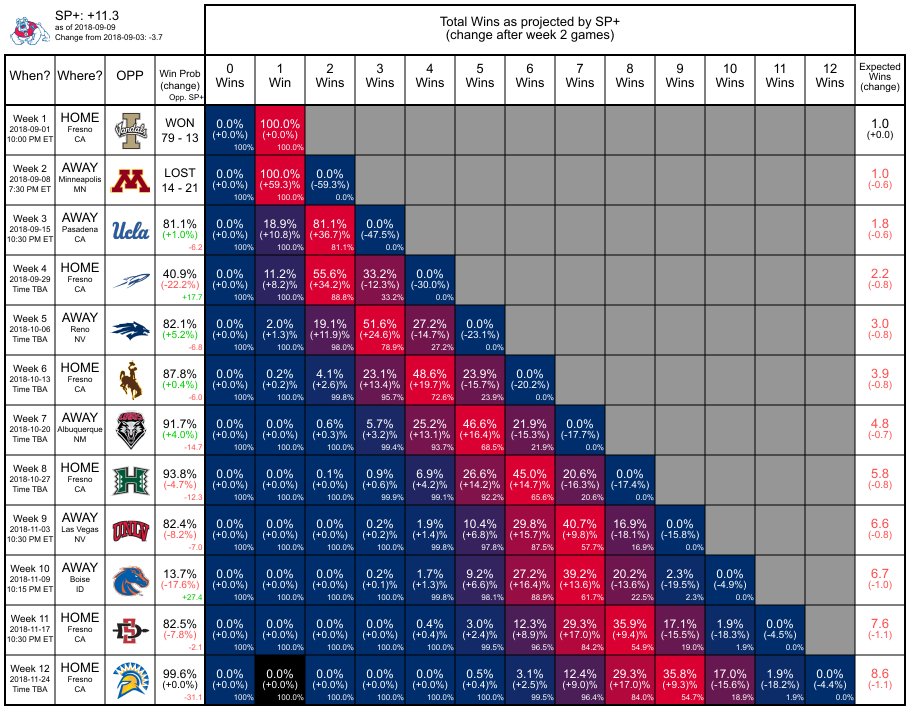 SP+: +11.3
as of 2018-09-09
Change from 2018-09-03: -3.7
Total Wins as projected by SP+
(change after week 2 games)
When? Where? OPP Win Prob (change) Opp. SP+ 0 Wins 1 Win 2 Wins 3 Wins 4 Wins 5 Wins 6 Wins 7 Wins 8 Wins 9 Wins 10 Wins 11 Wins 12 Wins Expected Wins (change)
Week 1 HOME WON 0.0% 100.0% 1.0
2018-09-01 Fresno Vandals 79 - 13 (+0.0%) (+0.0%) (+0.0)
10:00 PM ET CA 100% 100.0%
Week 2 AWAY LOST 0.0% 100.0% 0.0% 1.0
2018-09-08 Minneapolis M 14 - 21 (+0.0%) (+59.3)% (-59.3%) (-0.6)
7:30 PM ET MN 100% 100.0% 0.0%
Week 3 AWAY 81.1% 0.0% 18.9% 81.1% 0.0% 1.8
2018-09-15 Pasadena Ucla (+1.0%) (+0.0%) (+10.8)% (+36.7)% (-47.5%) (-0.6)
10:30 PM ET CA -6.2 100% 100.0% 81.1% 0.0%
Week 4 HOME 40.9% 0.0% 11.2% 55.6% 33.2% 0.0% 2.2
2018-09-29 Fresno (-22.2%) (+0.0%) (+8.2)% (+34.2)% (-12.3%) (-30.0%) (-0.8)
Time TBA CA +17.7 100% 100.0% 88.8% 33.2% 0.0%
Week 5 AWAY 82.1% 0.0% 2.0% 19.1% 51.6% 27.2% 0.0% 3.0
2018-10-06 Reno (+5.2%) (+0.0%) (+1.3)% (+11.9)% (+24.6)% (-14.7%) (-23.1%) (-0.8)
Time TBA NV -6.8 100% 100.0% 98.0% 78.9% 27.2% 0.0%
Week 6 HOME 87.8% 0.0% 0.2% 4.1% 23.1% 48.6% 23.9% 0.0% 3.9
2018-10-13 Fresno (+0.4%) (+0.0%) (+0.2)% (+2.6)% (+13.4)% (+19.7)% (-15.7%) (-20.2%) (-0.8)
Time TBA CA -6.0 100% 100.0% 99.8% 95.7% 72.6% 23.9% 0.0%
Week 7 AWAY 91.7% 0.0% 0.0% 0.6% 5.7% 25.2% 46.6% 21.9% 0.0% 4.8
2018-10-20 Albuquerque (+4.0%) (+0.0%) (+0.0%) (+0.3)% (+3.2)% (+13.1)% (+16.4)% (-15.3%) (-17.7%) (-0.7)
Time TBA NM -14.7 100% 100.0% 100.0% 99.4% 93.7% 68.5% 21.9% 0.0%
Week 8 HOME 93.8% 0.0% 0.0% 0.1% 0.9% 6.9% 26.6% 45.0% 20.6% 0.0% 5.8
2018-10-27 Fresno H (-4.7%) (+0.0%) (+0.0%) (+0.0%) (+0.6)% (+4.2)% (+14.2)% (+14.7)% (-16.3%) (-17.4%) (-0.8)
Time TBA CA -12.3 100% 100.0% 100.0% 99.9% 99.1% 92.2% 65.6% 20.6% 0.0%
Week 9 AWAY 82.4% 0.0% 0.0% 0.0% 0.2% 1.9% 10.4% 29.8% 40.7% 16.9% 0.0% 6.6
2018-11-03 Las Vegas UNLV (-8.2%) (+0.0%) (+0.0%) (+0.0%) (+0.2)% (+1.4)% (+6.8)% (+15.7)% (+9.8)% (-18.1%) (-15.8%) (-0.8)
10:30 PM ET NV -7.0 100% 100.0% 100.0% 100.0% 99.8% 97.8% 87.5% 57.7% 16.9% 0.0%
Week 10 AWAY 13.7% 0.0% 0.0% 0.0% 0.2% 1.7% 9.2% 27.2% 39.2% 20.2% 2.3% 0.0% 6.7
2018-11-09 Boise (-17.6%) (+0.0%) (+0.0%) (+0.0%) (+0.1)% (+1.3)% (+6.6)% (+16.4)% (+13.6)% (-13.6%) (-19.5%) (-4.9%) (-1.0)
10:15 PM ET ID +27.4 100% 100.0% 100.0% 100.0% 99.8% 98.1% 88.9% 61.7% 22.5% 2.3% 0.0%
Week 11 HOME 82.5% 0.0% 0.0% 0.0% 0.0% 0.4% 3.0% 12.3% 29.3% 35.9% 17.1% 1.9% 0.0% 7.6
2018-11-17 Fresno SD (-7.8%) (+0.0%) (+0.0%) (+0.0%) (+0.0%) (+0.4)% (+2.4)% (+8.9)% (+17.0)% (+9.4)% (-15.5%) (-18.3%) (-4.5%) (-1.1)
10:30 PM ET CA -2.1 100% 100.0% 100.0% 100.0% 100.0% 99.5% 96.5% 84.2% 54.9% 19.0% 1.9% 0.0%
Week 12 HOME 99.6% 0.0% 0.0% 0.0% 0.0% 0.0% 0.5% 3.1% 12.4% 29.3% 35.8% 17.0% 1.9% 0.0% 8.6
2018-11-24 Fresno (+0.0%) (+0.0%) (+0.0%) (+0.0%) (+0.0%) (+0.0%) (+0.4)% (+2.5)% (+9.0)% (+17.0)% (+9.3)% (-15.6%) (-18.2%) (-4.4%) (-1.1)
Time TBA CA -31.1 100% 100.0% 100.0% 100.0% 100.0% 100.0% 99.5% 96.4% 84.0% 54.7% 18.9% 1.9% 0.0%